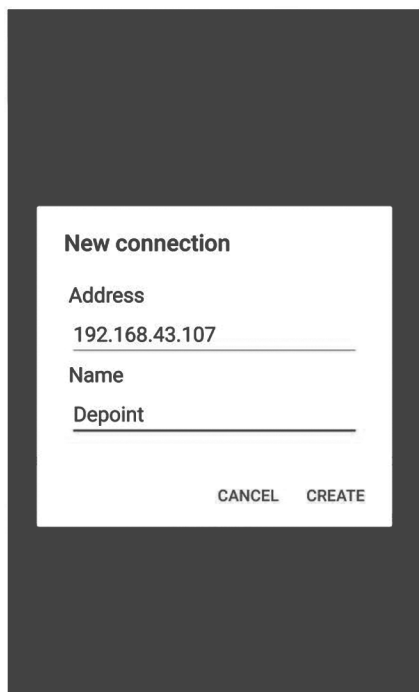 New connection
Address
192.168.43.107
Name
Depoint
CANCEL CREATE